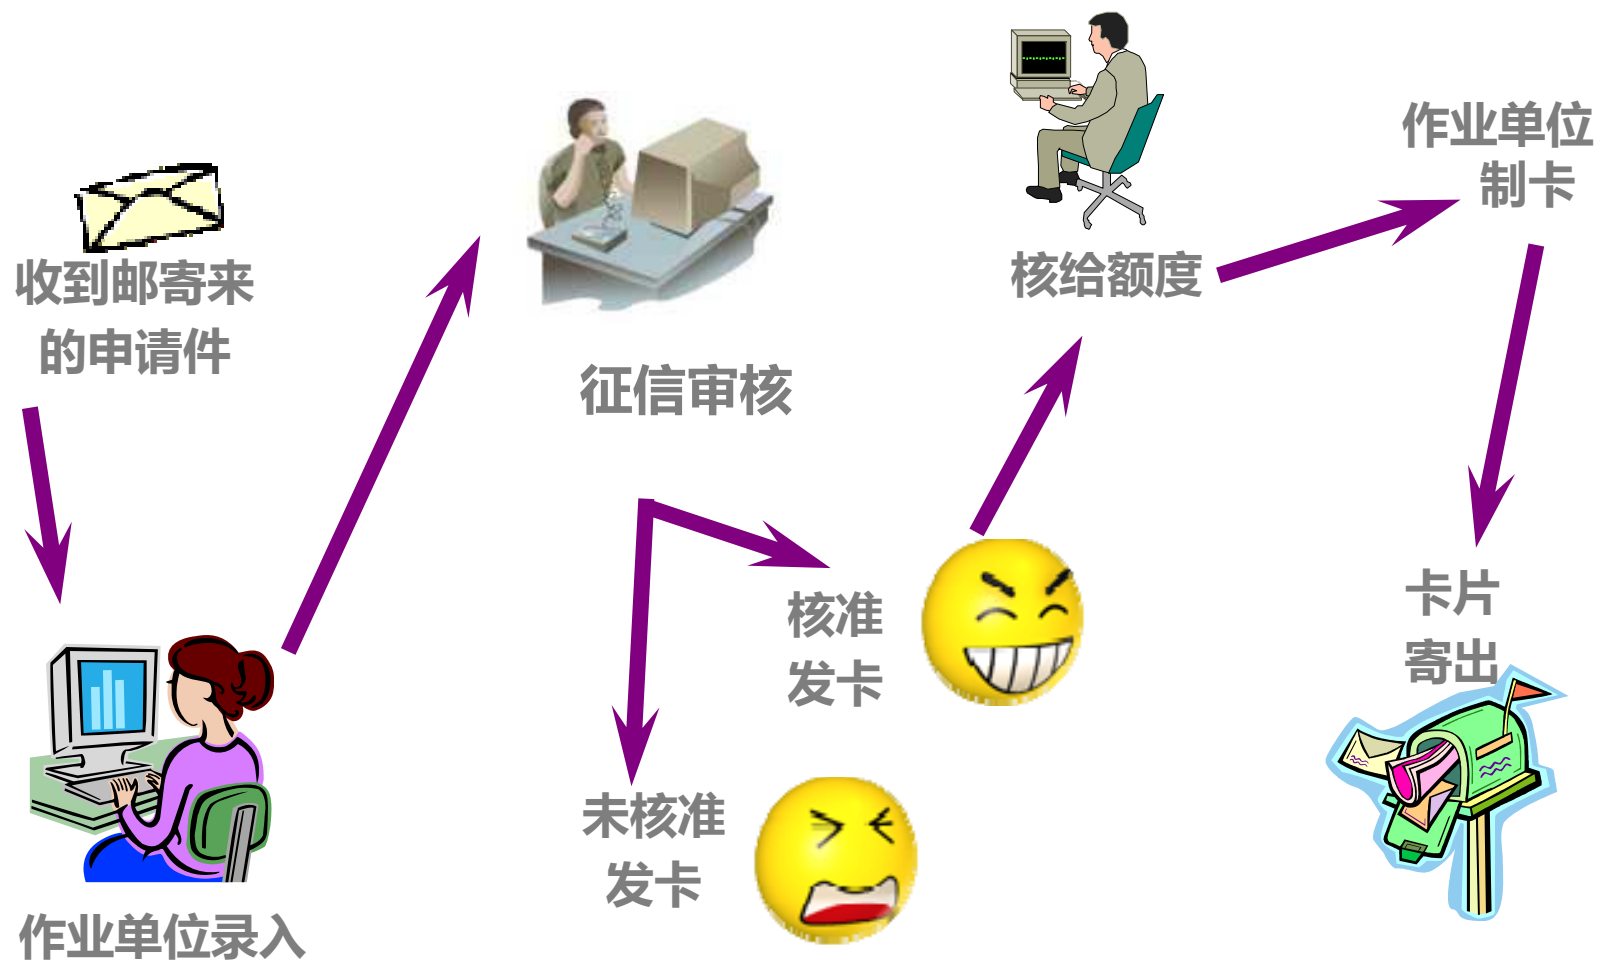 收到邮寄来
的申请件
作业单位录入
征信审核
核准
发卡
未核准
发卡
核给额度
作业单位
制卡
卡片
寄出